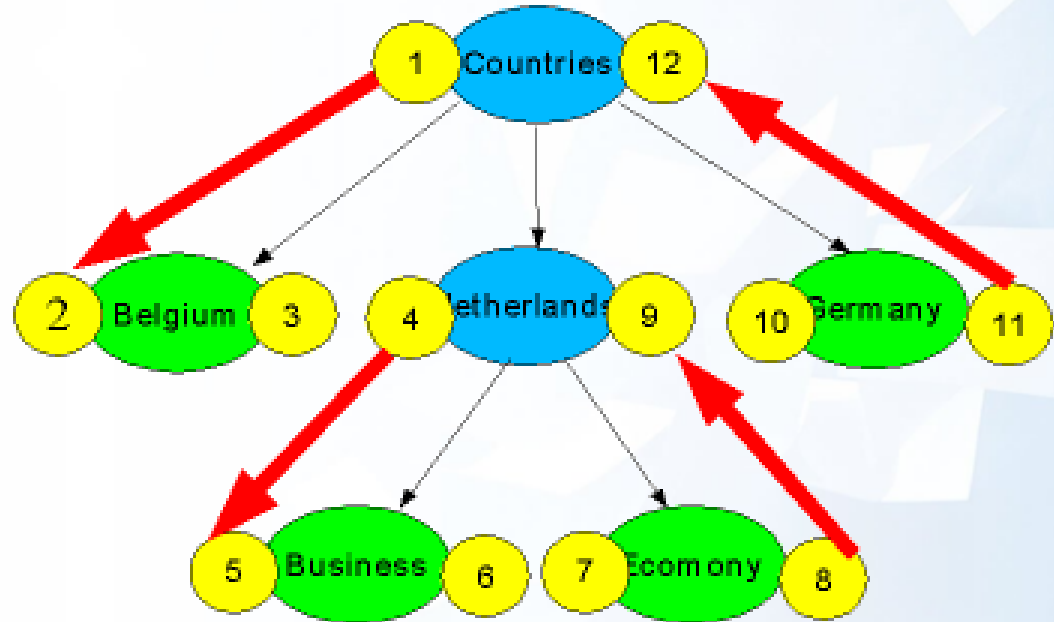 1 Countries 12
2 Belgium 3
4 etherlands 9
10 Germany 11
5 Business 6
7 Ecomony 8